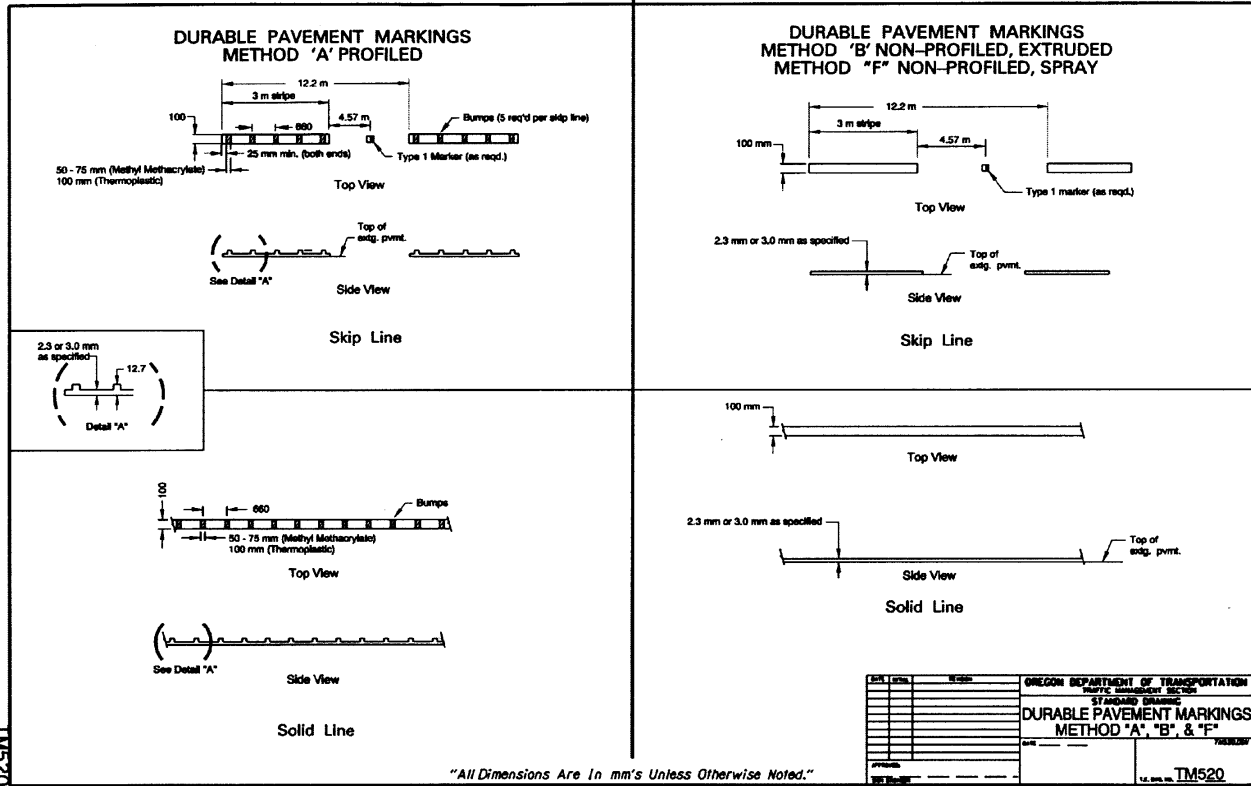 DURABLE PAVEMENT MARKINGS
METHOD 'A' PROFILED
12.2 m
3 m stripe
4.57 m
100
660
Bumps (5 req'd per skip line)
25 mm min. (both ends)
Type 1 Marker (as reqd.)
50 - 75 mm (Methyl Methacrylate)
100 mm (Thermoplastic)
Top View
Top of
extg. pvmt.
See Detail "A"
Side View
Skip Line
2.3 or 3.0 mm
as specified
12.7
Detail "A"
100
660
Bumps
50 - 75 mm (Methyl Methacrylate)
100 mm (Thermoplastic)
Top View
See Detail "A"
Side View
Solid Line
DURABLE PAVEMENT MARKINGS
METHOD 'B' NON-PROFILED, EXTRUDED
METHOD "F" NON-PROFILED, SPRAY
12.2 m
3 m stripe
4.57 m
100 mm
Type 1 marker (as reqd.)
Top View
2.3 mm or 3.0 mm as specified
Top of
extg. pvmt.
Side View
Skip Line
100 mm
Top View
2.3 mm or 3.0 mm as specified
Top of
extg. pvmt.
Side View
Solid Line
"All Dimensions Are In mm's Unless Otherwise Noted."
DATE
REVISION
OREGON DEPARTMENT OF TRANSPORTATION
TRAFFIC MANAGEMENT SECTION
STANDARD DRAWING
DURABLE PAVEMENT MARKINGS
METHOD "A", "B", & "F"
DATE
TM520
TM520